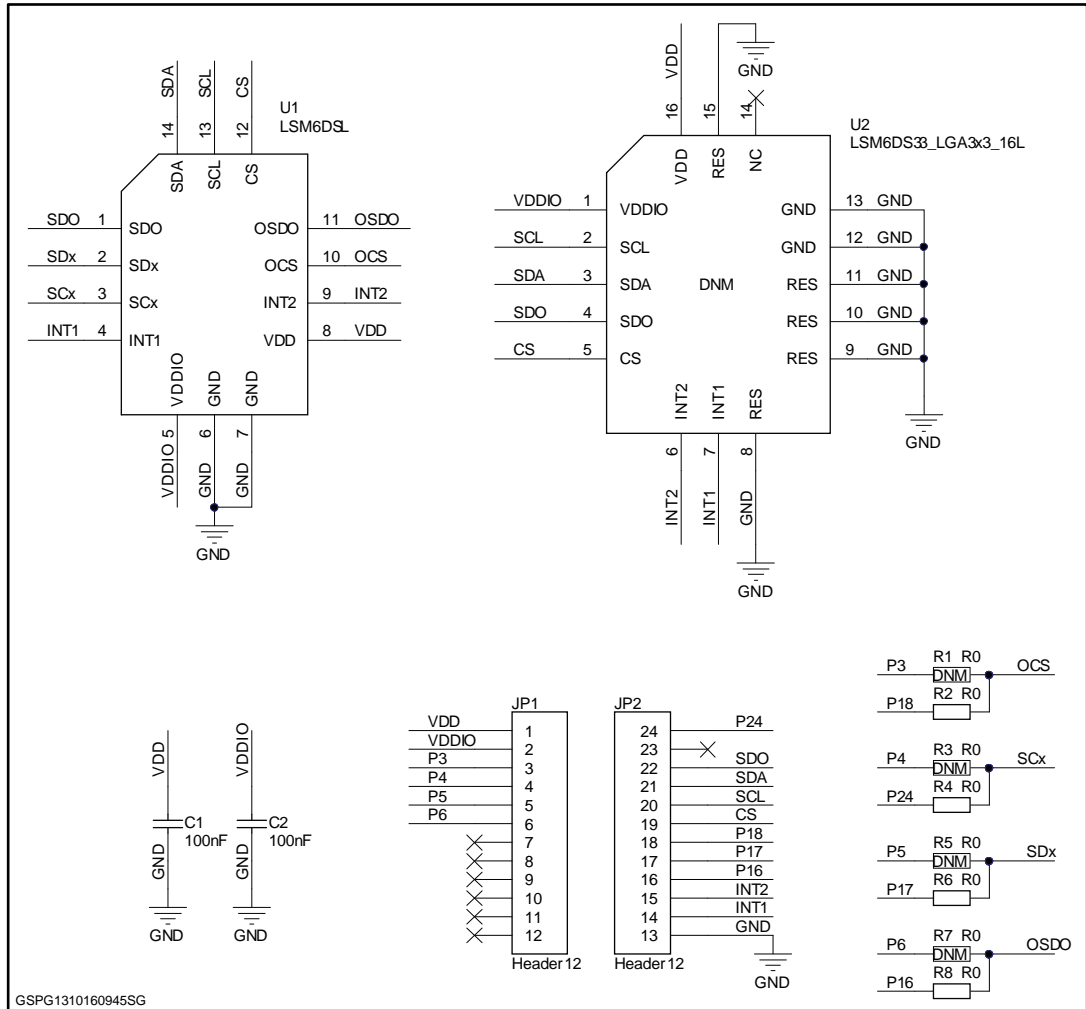 SDA
SCL
CS
14
13
12
U1
LSM6DSL
SDA
SCL
CS
SDO 1 SDO
SDx 2 SDx
SCx 3 SCx
INT1 4 INT1
OSDO 11 OSDO
OCS 10 OCS
INT2 9 INT2
VDD 8 VDD
VDDIO
GND
GND
5
6
7
VDDIO
GND
GND
GND
VDD
GND
16
15
14
U2
LSM6DS33_LGA3x3_16L
VDD
RES
NC
VDDIO 1 VDDIO
SCL 2 SCL
SDA 3 SDA
SDO 4 SDO
CS 5 CS
DNM
GND 13 GND
GND 12 GND
RES 11 GND
RES 10 GND
RES 9 GND
GND
INT2
INT1
RES
6
7
8
INT2
INT1
GND
GND
VDD
C1
100nF
GND
GND
VDDIO
C2
100nF
GND
GND
JP1
VDD 1
VDDIO 2
P3 3
P4 4
P5 5
P6 6
7
8
9
10
11
12
Header 12
JP2
24 P24
23
22 SDO
21 SDA
20 SCL
19 CS
18 P18
17 P17
16 P16
15 INT2
14 INT1
13 GND
Header 12
GND
P3 R1 R0 OCS
DNM
P18 R2 R0
P4 R3 R0 SCx
DNM
P24 R4 R0
P5 R5 R0 SDx
DNM
P17 R6 R0
P6 R7 R0 OSDO
DNM
P16 R8 R0
GSPG1310160945SG